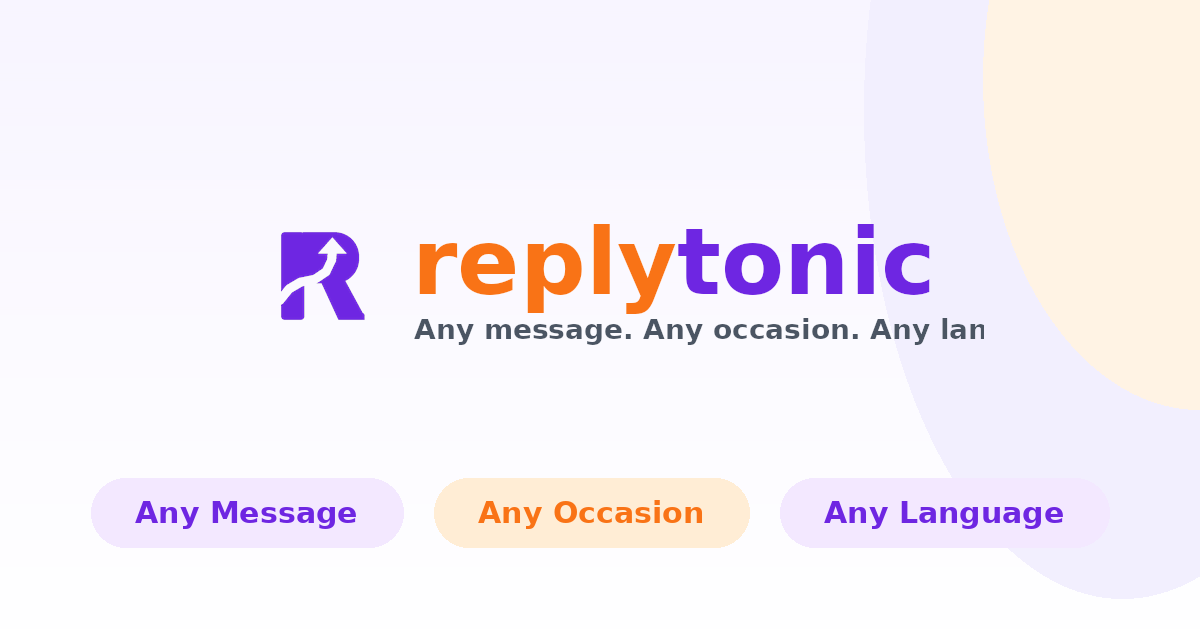 replytonic
Any message. Any occasion. Any lan
Any Message
Any Occasion
Any Language